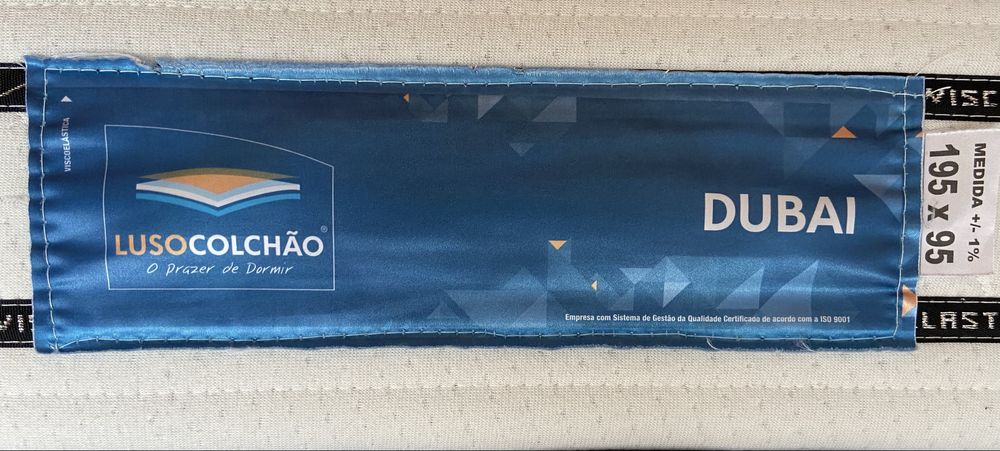 VISCOELÁSTICA
LUSOCOLCHÃO®
O Prazer de Dormir
DUBAI
Empresa com Sistema de Gestão da Qualidade Certificado de acordo com a ISO 9001
MEDIDA +/- 1%
195 x 95
VISC
VI
LAST